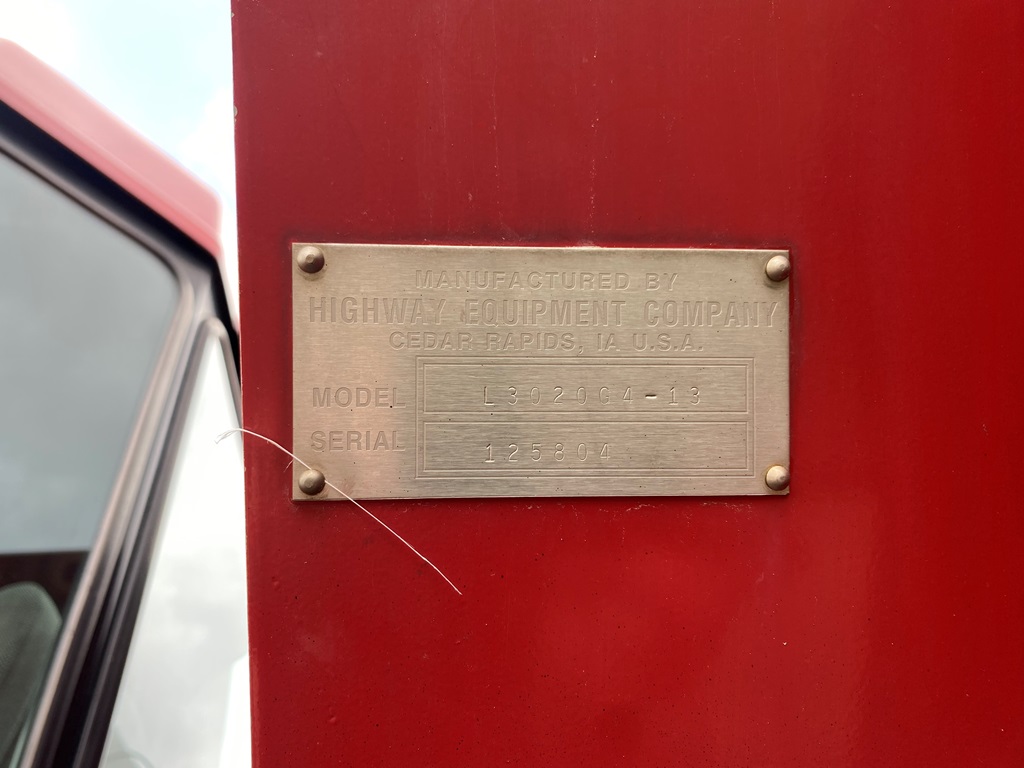 MANUFACTURED BY
HIGHWAY EQUIPMENT COMPANY
CEDAR RAPIDS, IA U.S.A.
MODEL L3020G4-13
SERIAL 125804